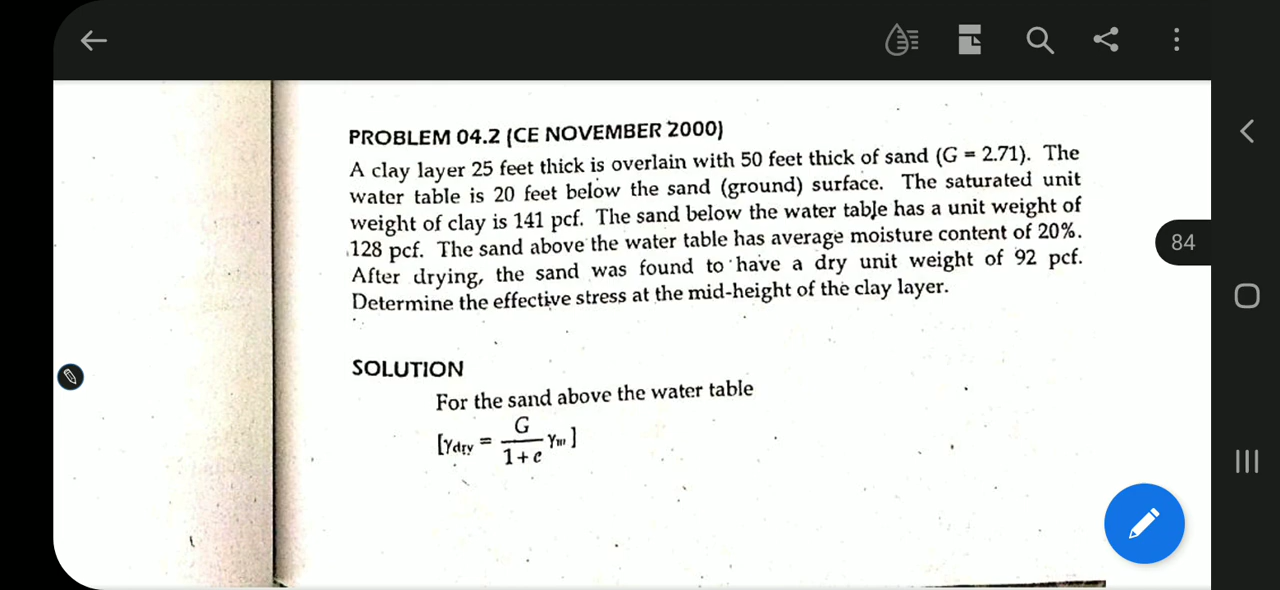 84
PROBLEM 04.2 (CE NOVEMBER 2000)
A clay layer 25 feet thick is overlain with 50 feet thick of sand (G = 2.71). The
water table is 20 feet below the sand (ground) surface. The saturated unit
weight of clay is 141 pcf. The sand below the water table has a unit weight of
128 pcf. The sand above the water table has average moisture content of 20%.
After drying, the sand was found to have a dry unit weight of 92 pcf.
Determine the effective stress at the mid-height of the clay layer.
SOLUTION
For the sand above the water table
[γdry = G / 1 + e γw ]